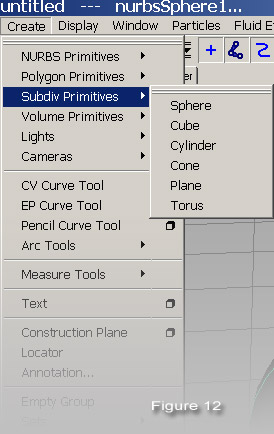 untitled --- nurbsSphere1...
Create Display Window Particles Fluid E
NURBS Primitives
Polygon Primitives
Subdiv Primitives
Volume Primitives
Lights
Cameras
CV Curve Tool
EP Curve Tool
Pencil Curve Tool
Arc Tools
Measure Tools
Text
Construction Plane
Locator
Annotation...
Empty Group
Sets
Sphere
Cube
Cylinder
Cone
Plane
Torus
Figure 12